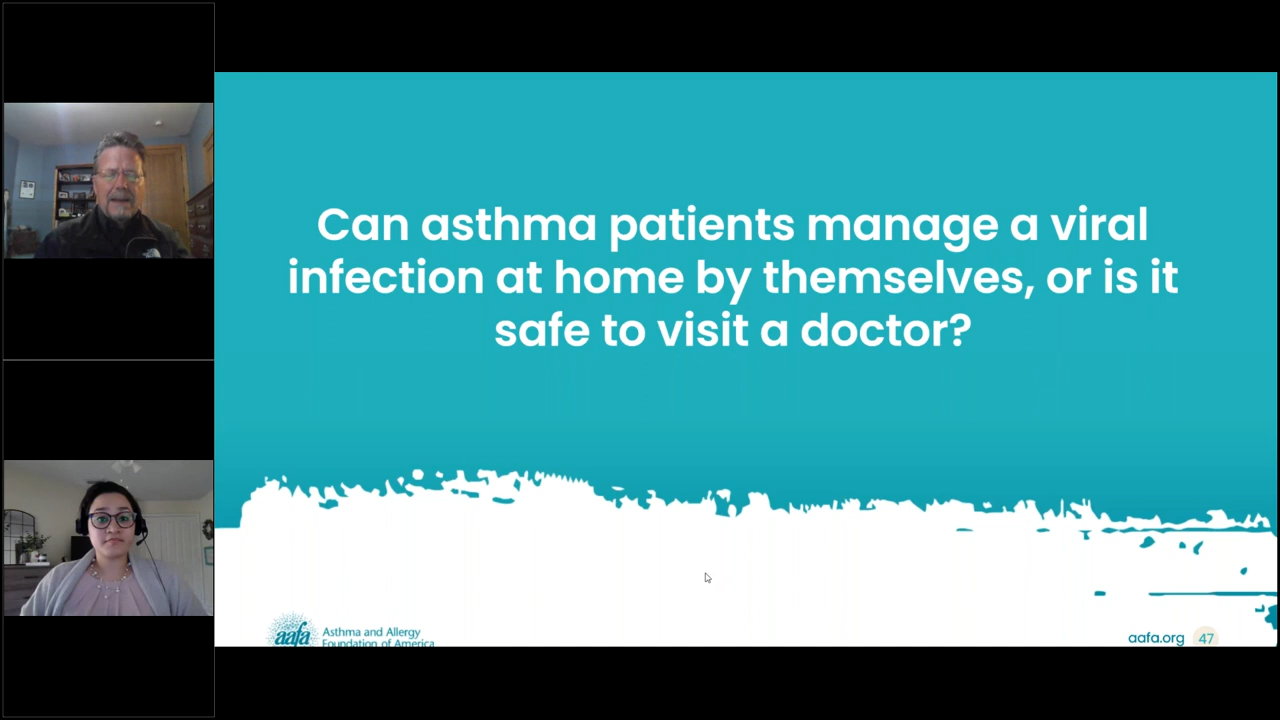 Can asthma patients manage a viral
infection at home by themselves, or is it
safe to visit a doctor?
aafa
Asthma and Allergy
Foundation of America
aafa.org 47